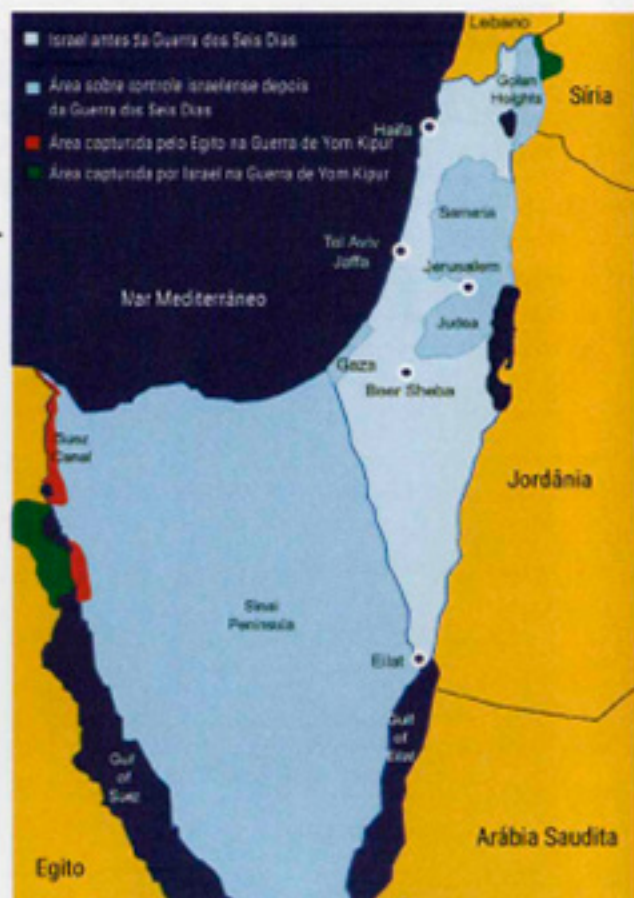 Israel antes da Guerra dos Seis Dias
Área sobre controle israelense depois
da Guerra dos Seis Dias
Área capturada pelo Egito na Guerra de Yom Kipur
Área capturada por Israel na Guerra de Yom Kipur
Lebano
Golan
Heights
Síria
Haifa
Samaria
Tel Aviv
Jaffa
Jerusalem
Mar Mediterrâneo
Judea
Gaza
Beer Sheba
Suez
Canal
Jordânia
Sinai
Peninsula
Eilat
Gulf
of
Suez
Gulf
of
Eilat
Egito
Arábia Saudita